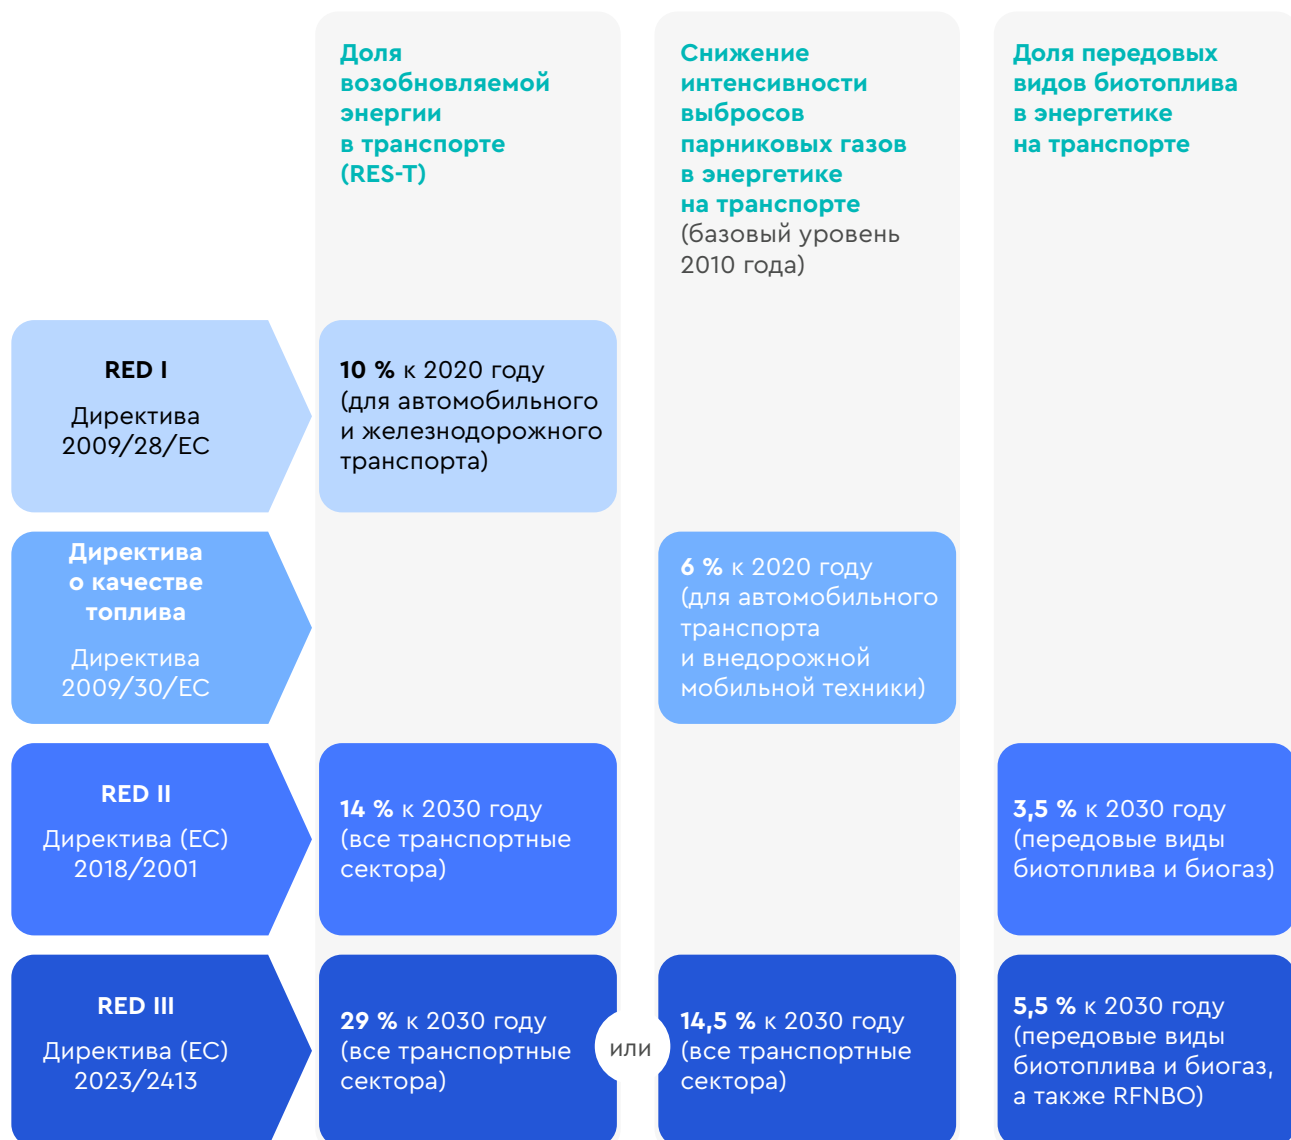 Доля
возобновляемой
энергии
в транспорте
(RES-T)
Снижение
интенсивности
выбросов
парниковых газов
в энергетике
на транспорте
(базовый уровень
2010 года)
Доля передовых
видов биотоплива
в энергетике
на транспорте
RED I
Директива
2009/28/EC
10 % к 2020 году
(для автомобильного
и железнодорожного
транспорта)
Директива
о качестве
топлива
Директива
2009/30/EC
6 % к 2020 году
(для автомобильного
транспорта
и внедорожной
мобильной техники)
RED II
Директива (ЕС)
2018/2001
14 % к 2030 году
(все транспортные
сектора)
3,5 % к 2030 году
(передовые виды
биотоплива и биогаз)
RED III
Директива (ЕС)
2023/2413
29 % к 2030 году
(все транспортные
сектора)
или
14,5 % к 2030 году
(все транспортные
сектора)
5,5 % к 2030 году
(передовые виды
биотоплива и биогаз,
а также RFNBO)